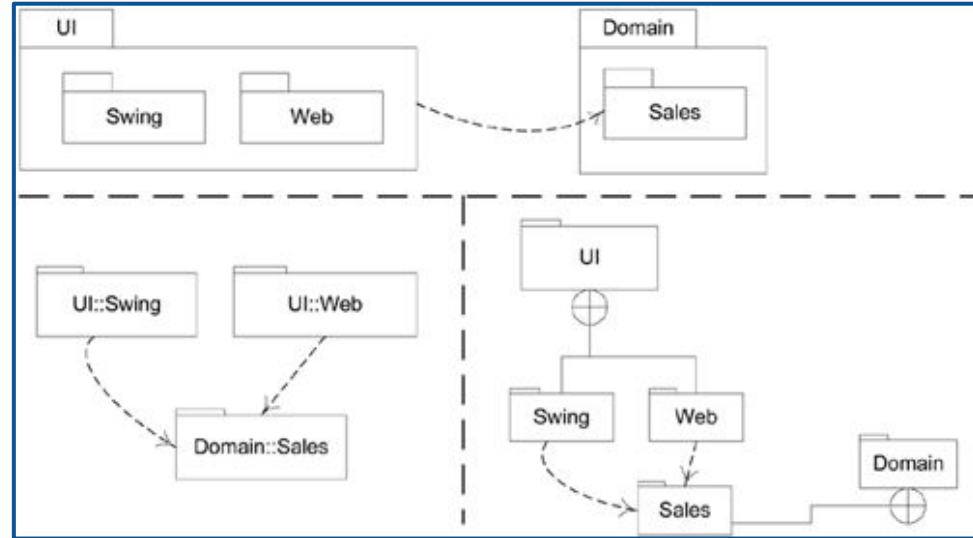 UI
Domain
Swing
Web
Sales
UI::Swing
UI::Web
Domain::Sales
UI
Swing
Web
Domain
Sales